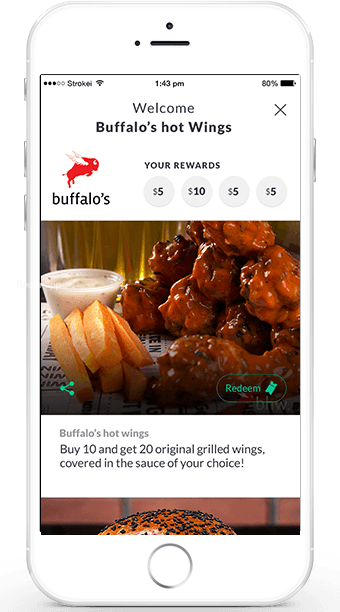 Strokei
1:43 pm
80%
Welcome
Buffalo's hot Wings
buffalo's
YOUR REWARDS
$5
$10
$5
$5
Redeem
Buffalo's hot wings
Buy 10 and get 20 original grilled wings,
covered in the sauce of your choice!